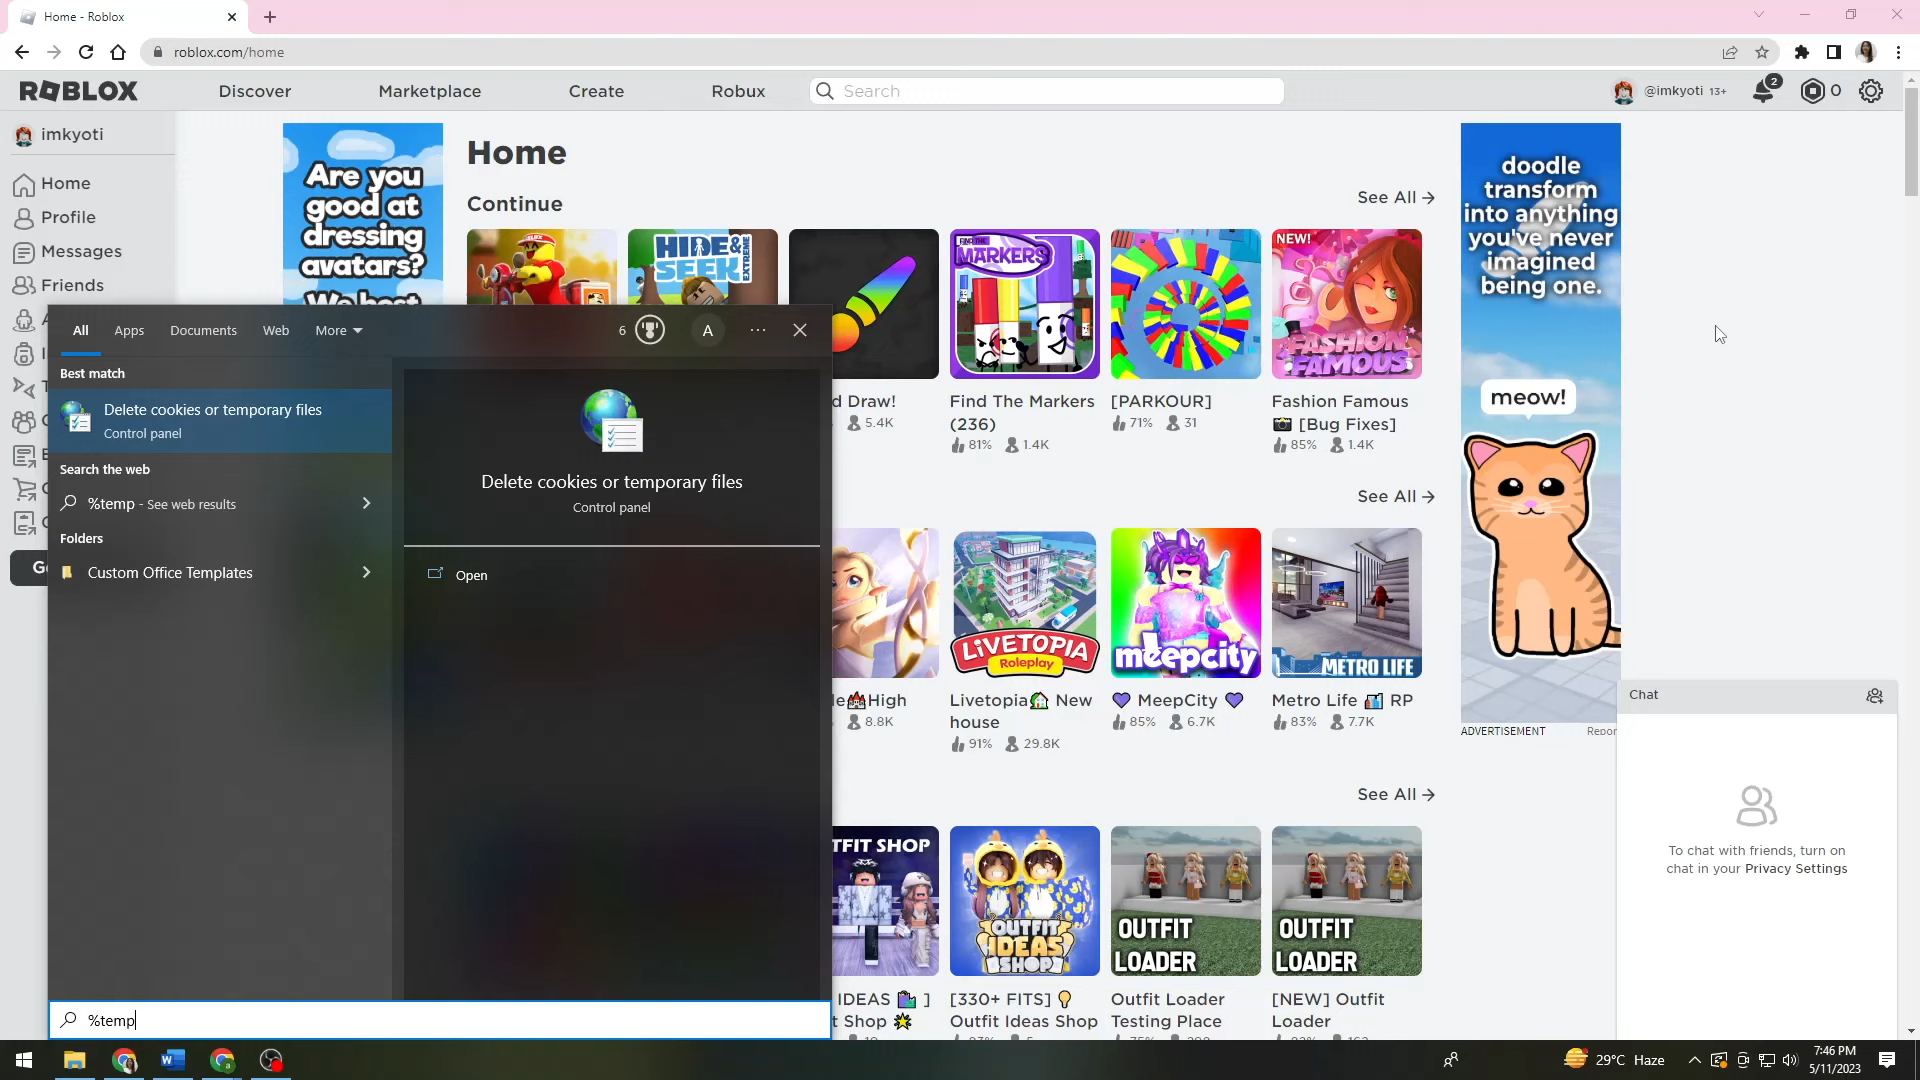 Home - Roblox
roblox.com/home
ROBLOX
Discover
Marketplace
Create
Robux
Search
@imkyoti 13+
2
0
imkyoti
Home
Profile
Messages
Friends
Are you
good at
dressing
avatars?
We best
Home
Continue
See All
HIDE&
SEEK
EXTREME
FIND THE
MARKERS
NEW!
FASHION
FAMOUS
d Draw!
5.4K
Find The Markers
(236)
81% 1.4K
[PARKOUR]
71% 31
Fashion Famous
📸 [Bug Fixes]
85% 1.4K
See All
LIVETOPIA
Roleplay
meepcity
METRO LIFE
le🏰High
8.8K
Livetopia🏠 New
house
91% 29.8K
💜 MeepCity 💜
85% 6.7K
Metro Life 🏙️ RP
83% 7.7K
See All
TFIT SHOP
OUTFIT
IDEAS
SHOP
OUTFIT
LOADER
OUTFIT
LOADER
IDEAS 🛍️ ]
t Shop 🌟
[330+ FITS] 💡
Outfit Ideas Shop
Outfit Loader
Testing Place
[NEW] Outfit
Loader
doodle
transform
into anything
you've never
imagined
being one.
meow!
ADVERTISEMENT
Repor
Chat
To chat with friends, turn on
chat in your Privacy Settings
All
Apps
Documents
Web
More
6
A
Best match
Delete cookies or temporary files
Control panel
Search the web
%temp - See web results
Folders
Custom Office Templates
Delete cookies or temporary files
Control panel
Open
%temp
29°C Haze
7:46 PM
5/11/2023